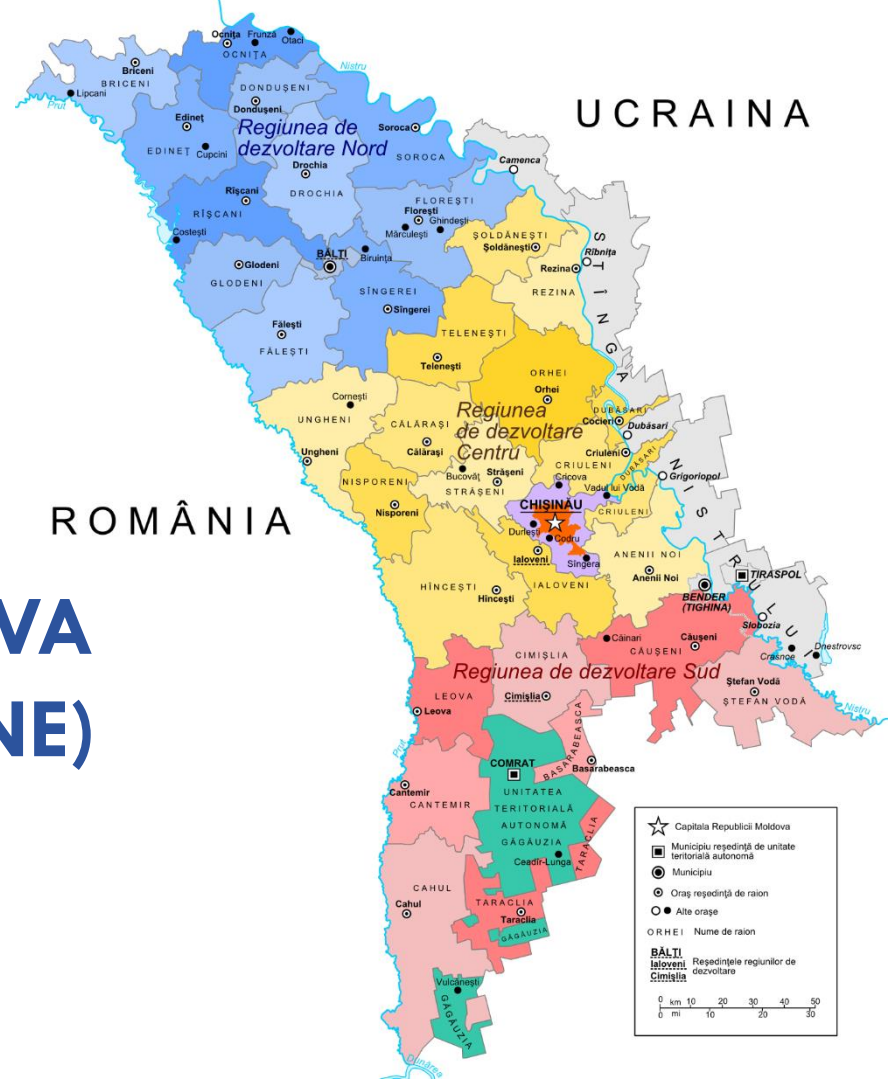 UCRAINA
ROMÂNIA
VA
NE)
Regiunea de
dezvoltare Nord
Ocnița
Frunză
Otaci
OCNIȚA
Nistru
Briceni
BRICENI
Lipcani
Prut
DONDUȘENI
Dondușeni
Edineț
EDINEȚ
Cupcini
Soroca
SOROCA
Drochia
DROCHIA
Rîșcani
RÎȘCANI
Costești
FLOREȘTI
Florești
Ghindești
Mărculești
BĂLȚI
Biruința
Glodeni
GLODENI
SÎNGEREI
Sîngerei
Fălești
FĂLEȘTI
Camenca
ȘOLDĂNEȘTI
Șoldănești
Rezina
REZINA
Rîbnița
STÎNGA
NISTRULUI
TELENEȘTI
Telenești
ORHEI
Orhei
Regiunea
de dezvoltare
Centru
Cornești
UNGHENI
Ungheni
CĂLĂRAȘI
Călărași
DUBĂSARI
Cocieri
Dubăsari
Criuleni
CRIULENI
DUBĂSARI
Grigoriopol
Bucovăț
Strășeni
STRĂȘENI
Cricova
Vadul lui Vodă
NISPORENI
Nisporeni
CHIȘINĂU
Durlești
Codru
CRIULENI
Ialoveni
Sîngera
ANENII NOI
Anenii Noi
HÎNCEȘTI
Hîncești
IALOVENI
BENDER
(TIGHINA)
TIRASPOL
Slobozia
Crasnoe
Dnestrovsc
Căinari
Căușeni
CĂUȘENI
CIMIȘLIA
Regiunea de dezvoltare Sud
Cimișlia
LEOVA
Leova
Ștefan Vodă
ȘTEFAN VODĂ
Nistru
Prut
BASARABEASCA
Basarabeasca
COMRAT
UNITATEA
TERITORIALĂ
AUTONOMĂ
GĂGĂUZIA
Ceadîr-Lunga
Cantemir
CANTEMIR
TARACLIA
CAHUL
Cahul
TARACLIA
Taraclia
GĂGĂUZIA
Vulcănești
GĂGĂUZIA
Dunărea
Capitala Republicii Moldova
Municipiu reședință de unitate
teritorială autonomă
Municipiu
Oraș reședință de raion
Alte orașe
ORHEI Nume de raion
BĂLȚI
Ialoveni
Cimișlia
Reședințele regiunilor de
dezvoltare
0 km 10 20 30 40 50
0 mi 10 20 30